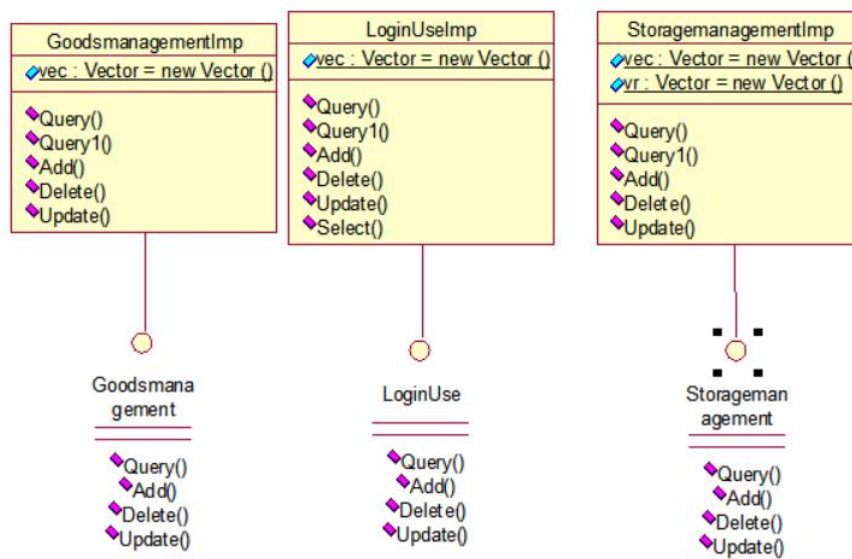 GoodsmanagementImp
vec : Vector = new Vector ()
Query()
Query1()
Add()
Delete()
Update()
Goodsmana
gement
Query()
Add()
Delete()
Update()
LoginUseImp
vec : Vector = new Vector ()
Query()
Query1()
Add()
Delete()
Update()
Select()
LoginUse
Query()
Add()
Delete()
Update()
StoragemanagementImp
vec : Vector = new Vector ()
vr : Vector = new Vector ()
Query()
Query1()
Add()
Delete()
Update()
Storageman
agement
Query()
Add()
Delete()
Update()